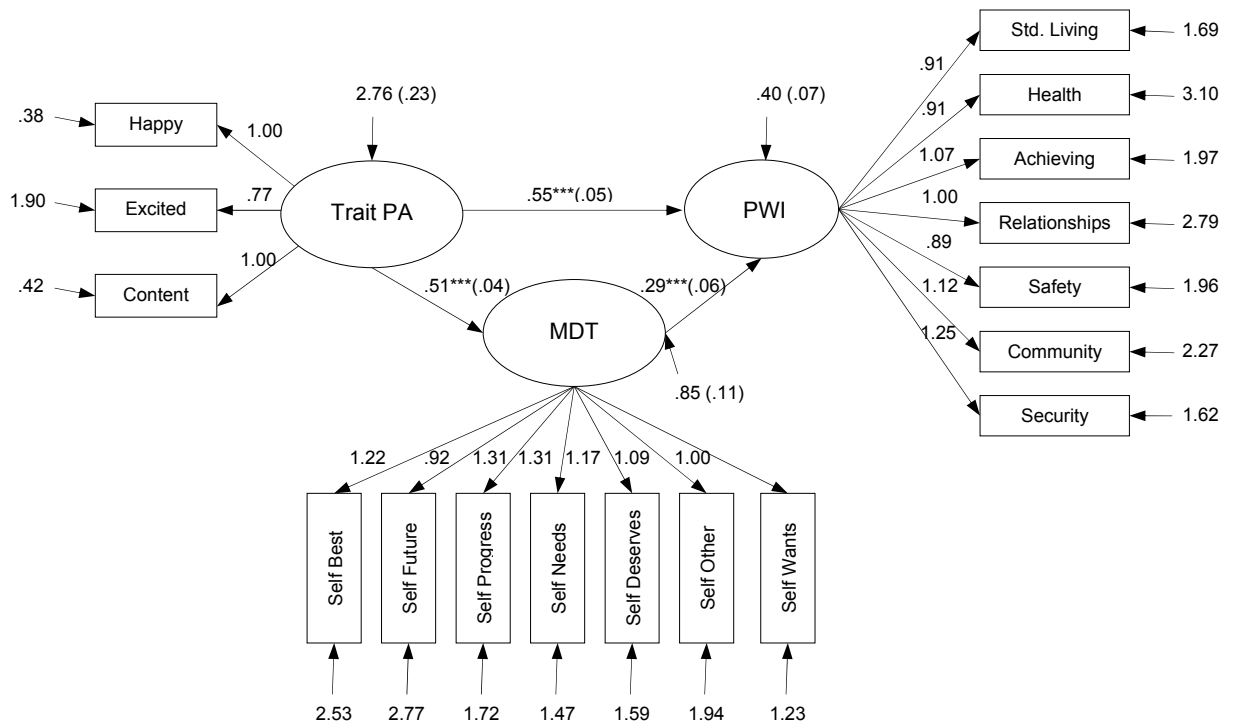 Std. Living
1.69
.91
2.76 (.23)
.40 (.07)
Health
3.10
.38
Happy
1.00
.91
Achieving
1.97
1.07
1.90
Excited
.77
Trait PA
.55***(.05)
PWI
1.00
Relationships
2.79
.42
Content
1.00
.89
Safety
1.96
.51***(.04)
.29***(.06)
1.12
MDT
1.25
Community
2.27
.85 (.11)
Security
1.62
1.22
.92
1.31
1.31
1.17
1.09
1.00
Self Best
Self Future
Self Progress
Self Needs
Self Deserves
Self Other
Self Wants
2.53
2.77
1.72
1.47
1.59
1.94
1.23